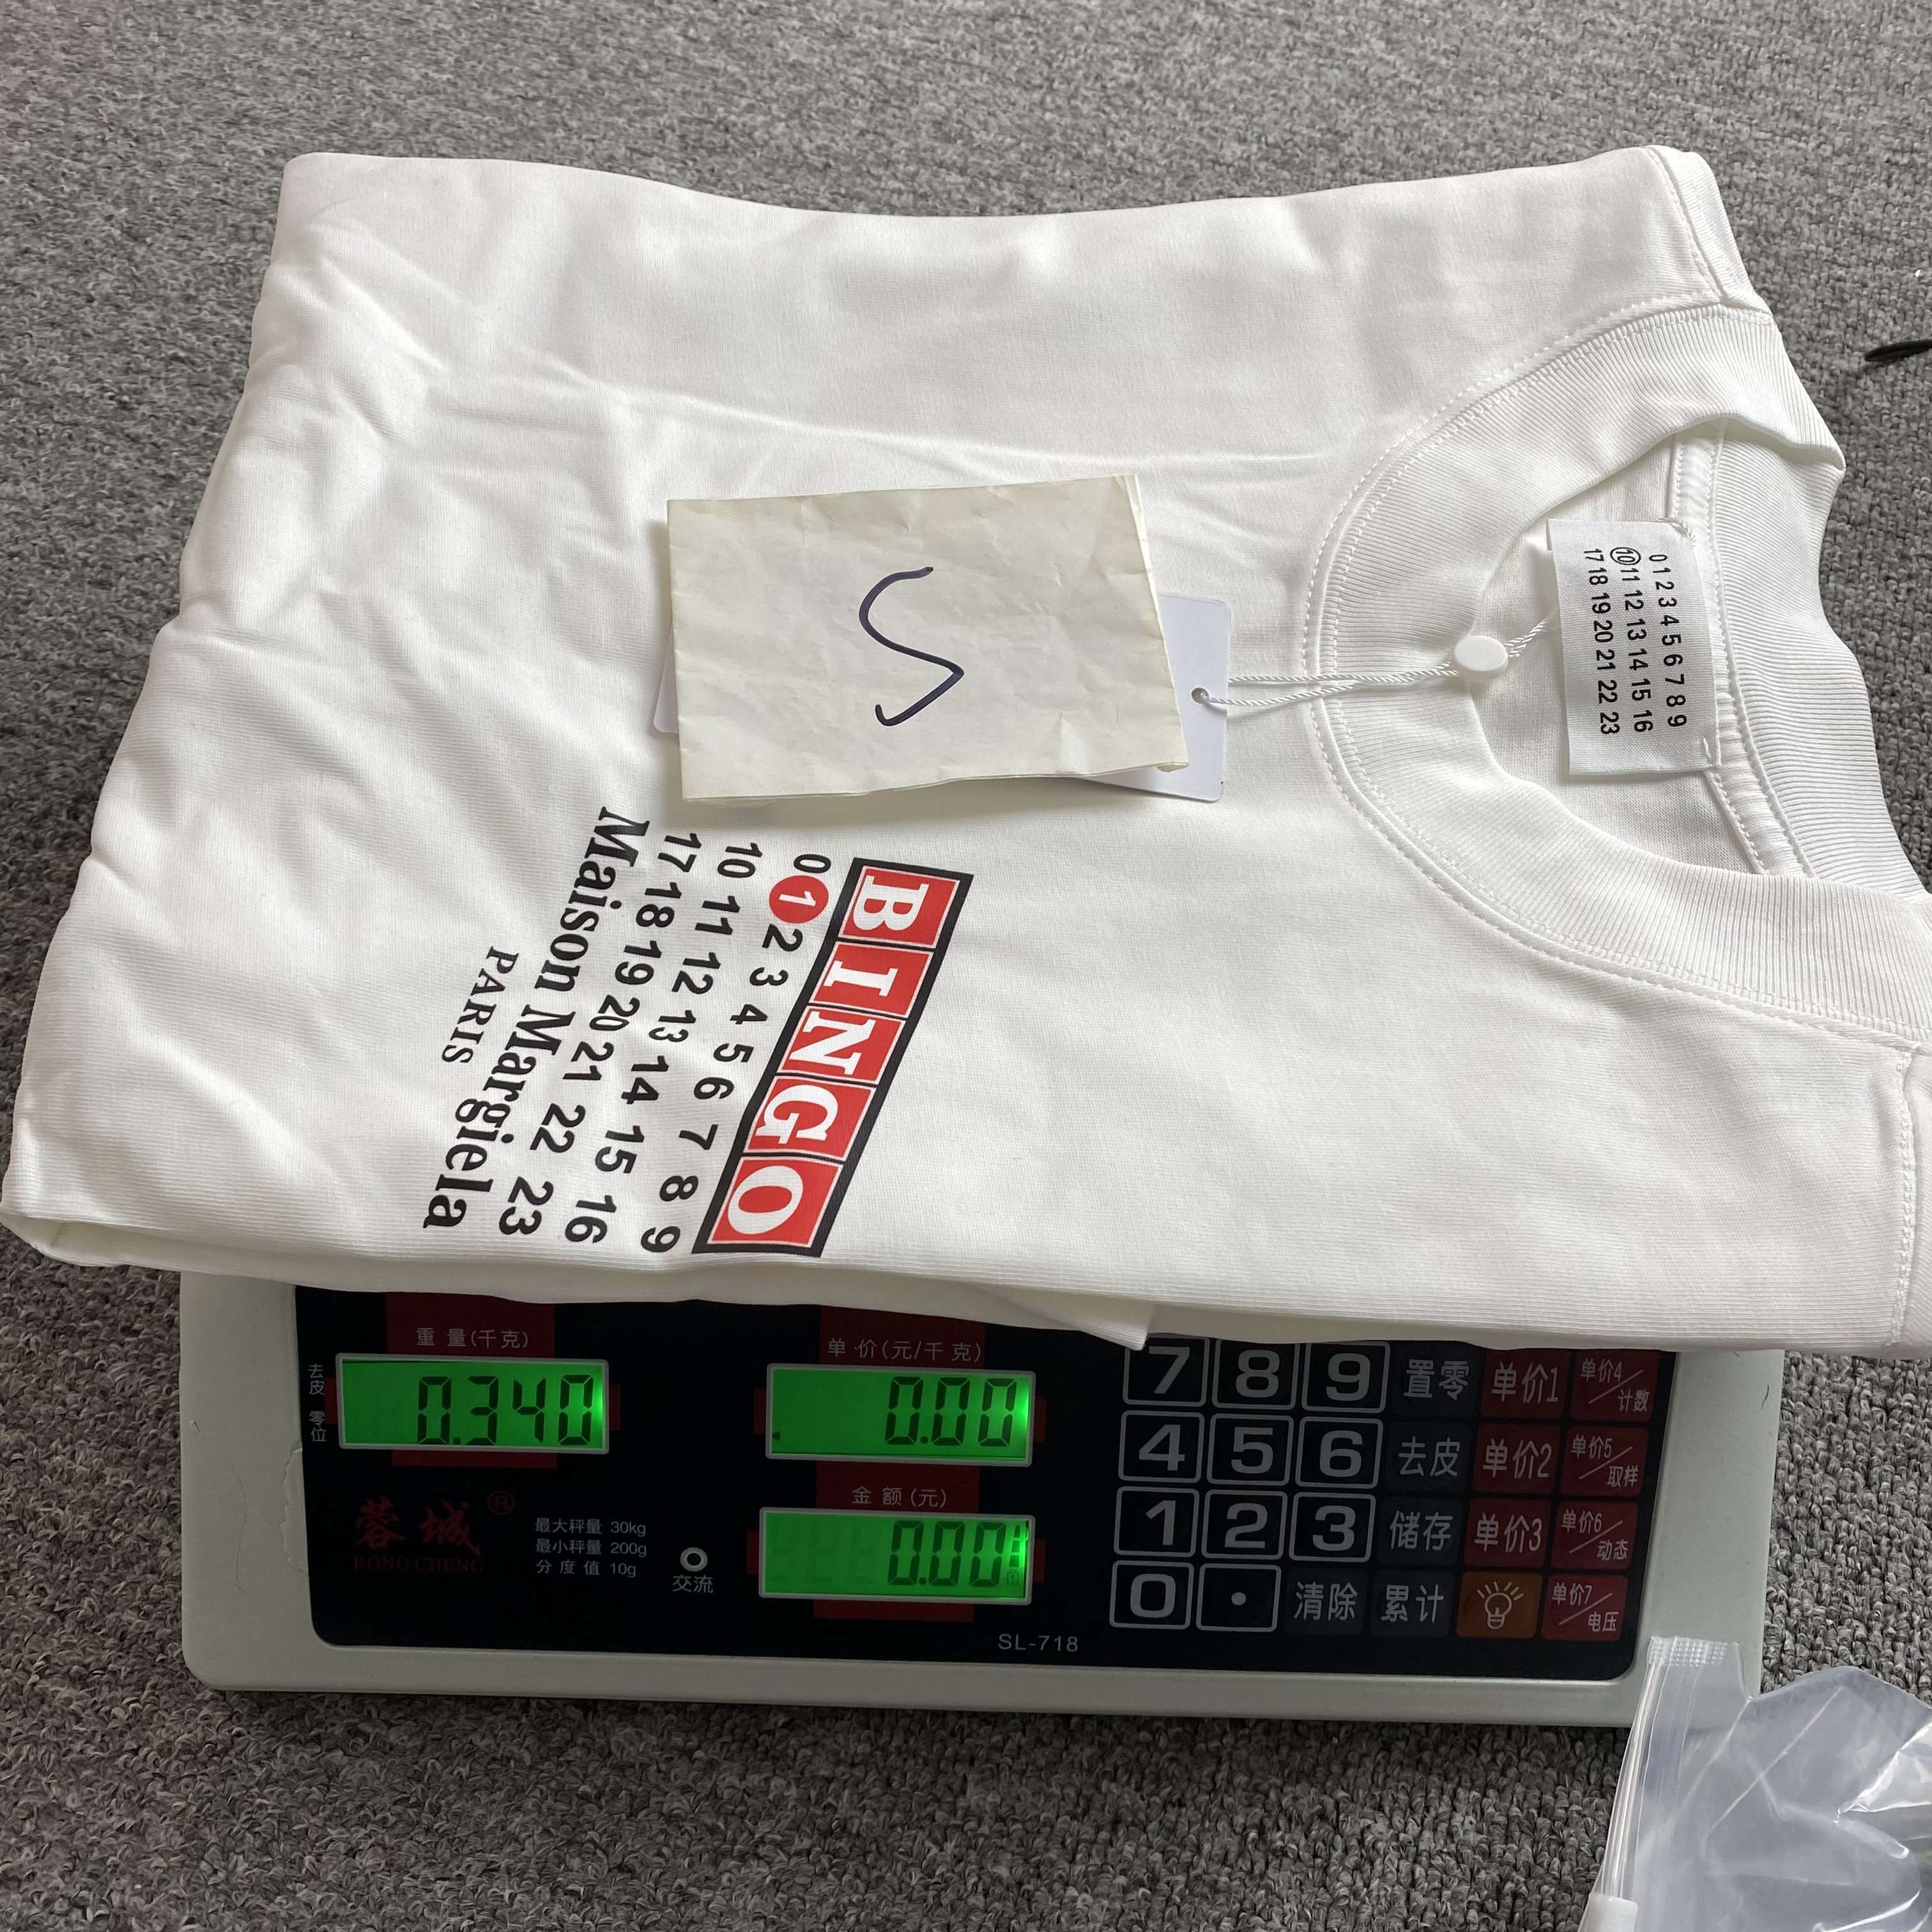 S
0 1 2 3 4 5 6 7 8 9
10 11 12 13 14 15 16
17 18 19 20 21 22 23
BINGO
0 1 2 3 4 5 6 7 8 9
10 11 12 13 14 15 16
17 18 19 20 21 22 23
Maison Margiela
PARIS
重量(千克)
单价(元/千克)
去皮
零位
0.340
0.00
金额(元)
0.00
蓉城®
RONG CHENG
最大秤量 30kg
最小秤量 200g
分度值 10g
交流
SL-718
7 8 9 置零 单价1 单价4/计数
4 5 6 去皮 单价2 单价5/取样
1 2 3 储存 单价3 单价6/动态
0 · 清除 累计 单价7/电压